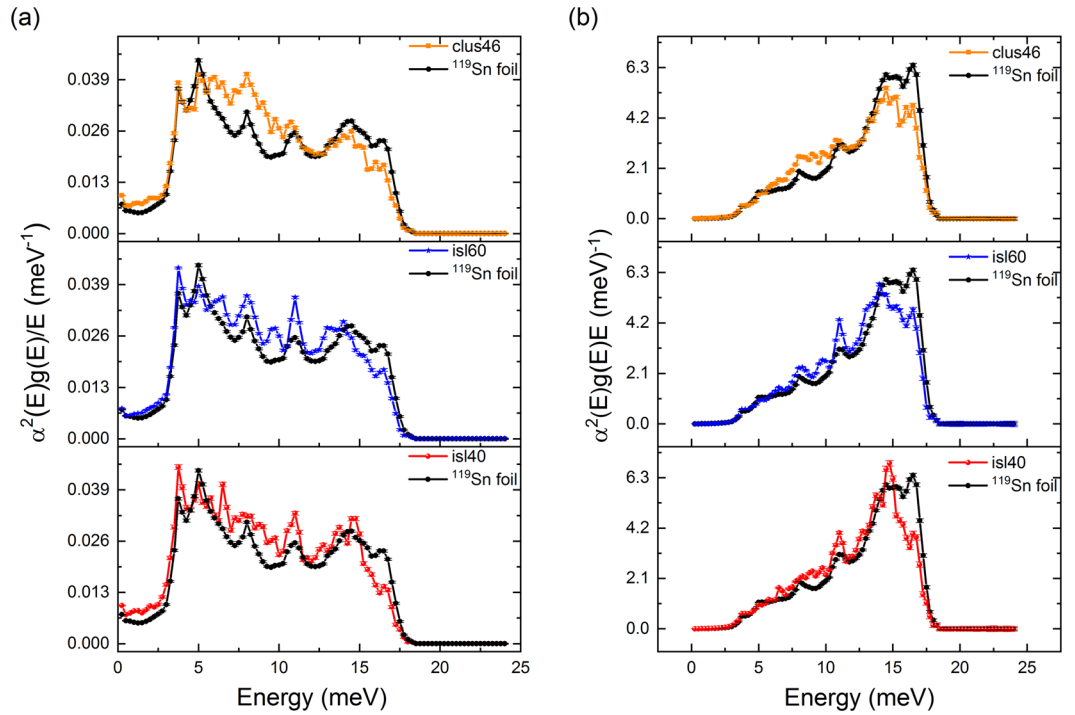 (a)
clus46
¹¹⁹Sn foil
0.039
0.026
0.013
0.000
isl60
¹¹⁹Sn foil
0.039
0.026
0.013
0.000
isl40
¹¹⁹Sn foil
0.039
0.026
0.013
0.000
0 5 10 15 20 25
Energy (meV)
α²(E)g(E)/E (meV⁻¹)
(b)
clus46
¹¹⁹Sn foil
6.3
4.2
2.1
0.0
isl60
¹¹⁹Sn foil
6.3
4.2
2.1
0.0
isl40
¹¹⁹Sn foil
6.3
4.2
2.1
0.0
0 5 10 15 20 25
Energy (meV)
α²(E)g(E)E (meV)⁻¹